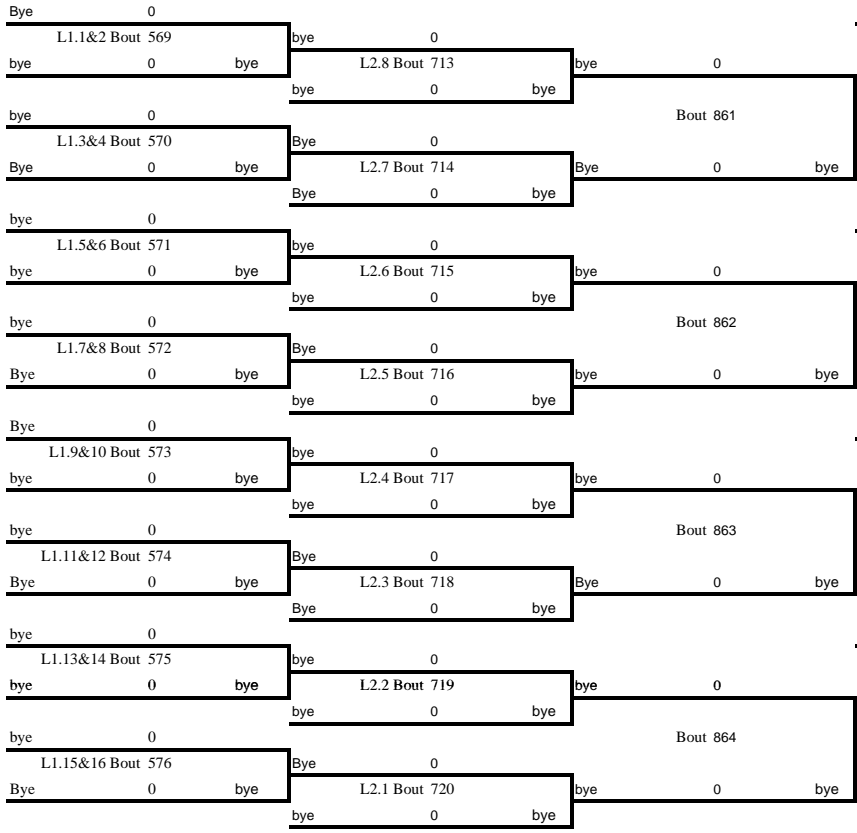 Bye 0
L1.1&2 Bout 569 bye 0
bye 0 bye L2.8 Bout 713 bye 0
bye 0 bye
bye 0 Bout 861
L1.3&4 Bout 570 Bye 0
Bye 0 bye L2.7 Bout 714 Bye 0 bye
Bye 0 bye
bye 0
L1.5&6 Bout 571 bye 0
bye 0 bye L2.6 Bout 715 bye 0
bye 0 bye
bye 0 Bout 862
L1.7&8 Bout 572 Bye 0
Bye 0 bye L2.5 Bout 716 bye 0 bye
bye 0 bye
Bye 0
L1.9&10 Bout 573 bye 0
bye 0 bye L2.4 Bout 717 bye 0
bye 0 bye
bye 0 Bout 863
L1.11&12 Bout 574 Bye 0
Bye 0 bye L2.3 Bout 718 Bye 0 bye
Bye 0 bye
bye 0
L1.13&14 Bout 575 bye 0
bye 0 bye L2.2 Bout 719 bye 0
bye 0 bye
bye 0 Bout 864
L1.15&16 Bout 576 Bye 0
Bye 0 bye L2.1 Bout 720 bye 0 bye
bye 0 bye